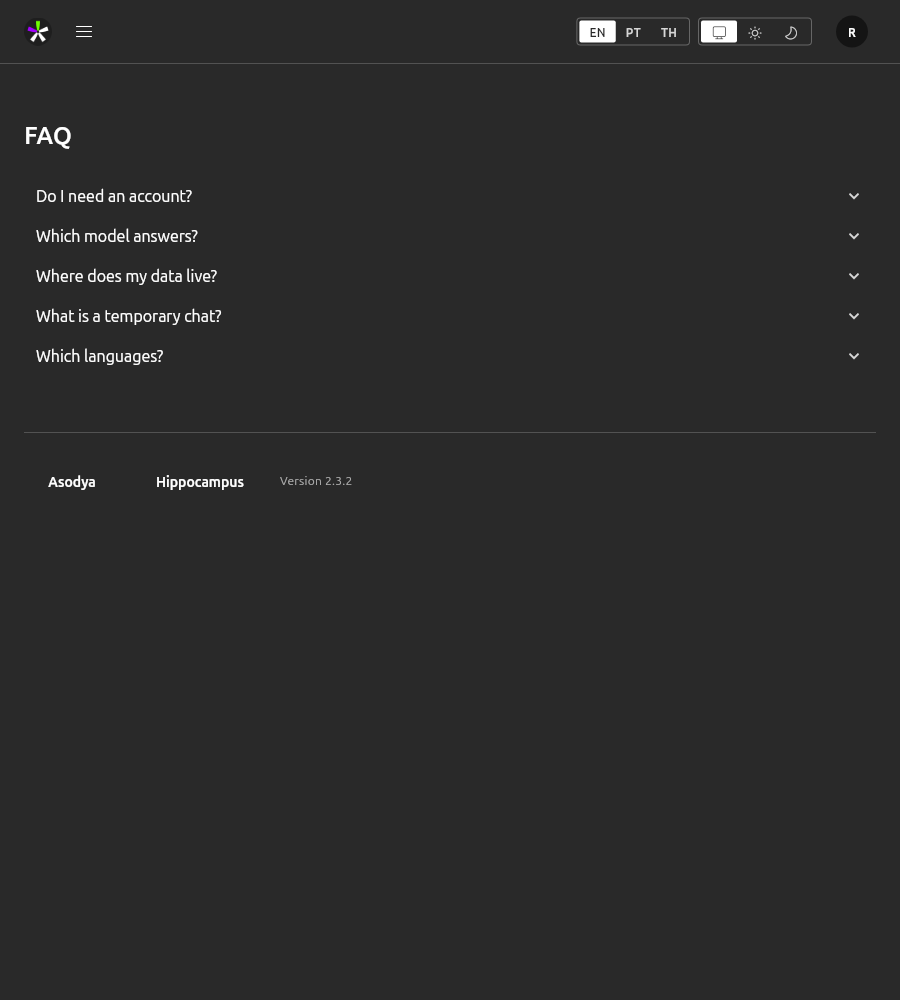 EN PT TH R
FAQ
Do I need an account?
Which model answers?
Where does my data live?
What is a temporary chat?
Which languages?
Asodya Hippocampus Version 2.3.2